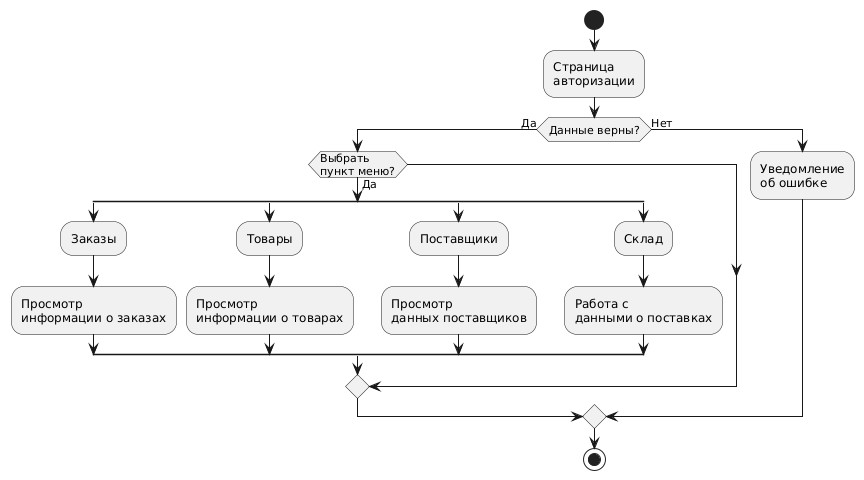 Страница
авторизации
Да
Данные верны?
Нет
Выбрать
пункт меню?
Да
Уведомление
об ошибке
Заказы
Товары
Поставщики
Склад
Просмотр
информации о заказах
Просмотр
информации о товарах
Просмотр
данных поставщиков
Работа с
данными о поставках